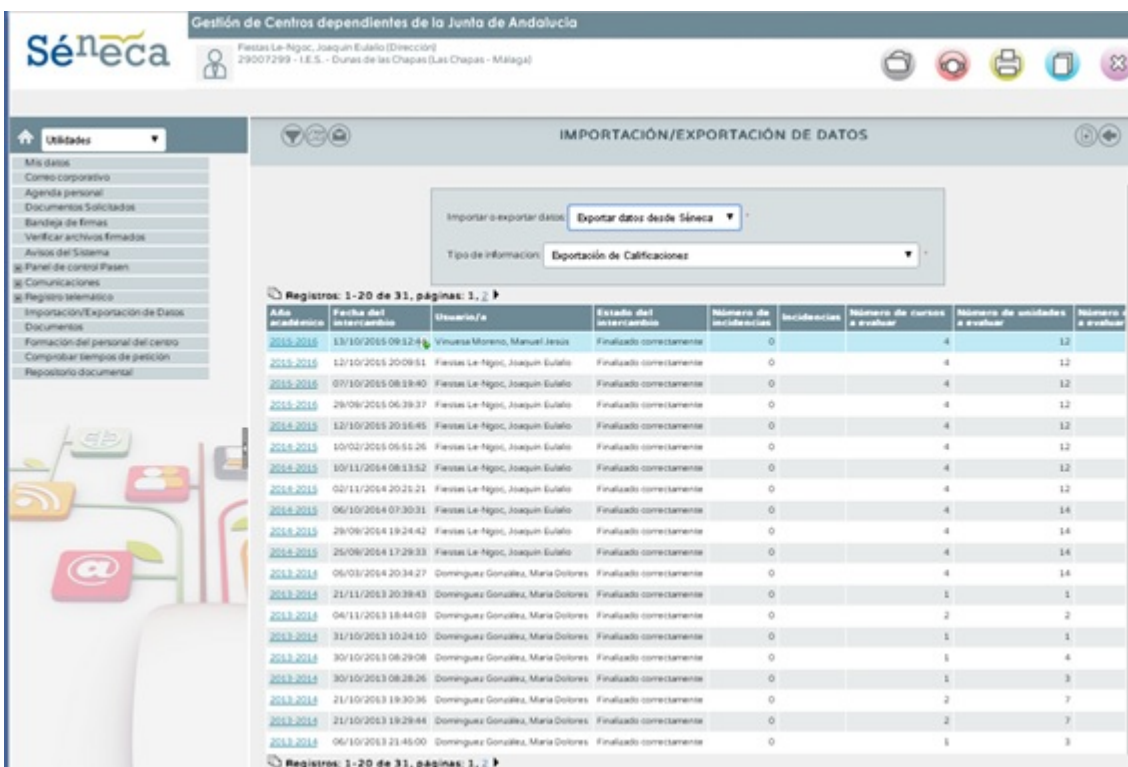 Gestión de Centros dependientes de la Junta de Andalucía
Séneca
Fiestas Le-Ngoc, Joaquín Eulalio (Dirección)
29007299 - I.E.S. - Dunas de las Chapas (Las Chapas - Málaga)
Utilidades
IMPORTACIÓN/EXPORTACIÓN DE DATOS
Mis datos
Correo corporativo
Agenda personal
Documentos Solicitados
Bandeja de firmas
Verificar archivos firmados
Avisos del Sistema
Panel de control Pasen
Comunicaciones
Registro telemático
Importación/Exportación de Datos
Documentos
Formación del personal del centro
Comprobar tiempos de petición
Repositorio documental
Importar o exportar datos: Exportar datos desde Séneca *
Tipo de información: Exportación de Calificaciones *
Registros: 1-20 de 31, páginas: 1, 2
Año académico Fecha del intercambio Usuario/a Estado del intercambio Número de incidencias Incidencias Número de cursos a evaluar Número de unidades a evaluar Número a evaluar
2015-2016 13/10/2015 09:12:44 Vinuesa Moreno, Manuel Jesús Finalizado correctamente 0 4 12
2015-2016 12/10/2015 20:09:51 Fiestas Le-Ngoc, Joaquín Eulalio Finalizado correctamente 0 4 12
2015-2016 07/10/2015 08:19:40 Fiestas Le-Ngoc, Joaquín Eulalio Finalizado correctamente 0 4 12
2015-2016 29/09/2015 06:39:37 Fiestas Le-Ngoc, Joaquín Eulalio Finalizado correctamente 0 4 12
2014-2015 12/10/2015 20:16:45 Fiestas Le-Ngoc, Joaquín Eulalio Finalizado correctamente 0 4 12
2014-2015 10/02/2015 05:51:26 Fiestas Le-Ngoc, Joaquín Eulalio Finalizado correctamente 0 4 12
2014-2015 10/11/2014 08:13:52 Fiestas Le-Ngoc, Joaquín Eulalio Finalizado correctamente 0 4 12
2014-2015 02/11/2014 20:21:21 Fiestas Le-Ngoc, Joaquín Eulalio Finalizado correctamente 0 4 12
2014-2015 06/10/2014 07:30:31 Fiestas Le-Ngoc, Joaquín Eulalio Finalizado correctamente 0 4 14
2014-2015 29/09/2014 19:24:42 Fiestas Le-Ngoc, Joaquín Eulalio Finalizado correctamente 0 4 14
2014-2015 25/09/2014 17:29:33 Fiestas Le-Ngoc, Joaquín Eulalio Finalizado correctamente 0 4 14
2013-2014 06/03/2014 20:34:27 Dominguez González, María Dolores Finalizado correctamente 0 4 14
2013-2014 21/11/2013 20:39:43 Dominguez González, María Dolores Finalizado correctamente 0 1 1
2013-2014 04/11/2013 18:44:03 Dominguez González, María Dolores Finalizado correctamente 0 2 2
2013-2014 31/10/2013 10:24:10 Dominguez González, María Dolores Finalizado correctamente 0 1 1
2013-2014 30/10/2013 08:29:08 Dominguez González, María Dolores Finalizado correctamente 0 1 4
2013-2014 30/10/2013 08:28:26 Dominguez González, María Dolores Finalizado correctamente 0 1 3
2013-2014 21/10/2013 19:30:36 Dominguez González, María Dolores Finalizado correctamente 0 2 7
2013-2014 21/10/2013 19:29:44 Dominguez González, María Dolores Finalizado correctamente 0 2 7
2013-2014 06/10/2013 21:45:00 Dominguez González, María Dolores Finalizado correctamente 0 1 3
Registros: 1-20 de 31, páginas: 1, 2